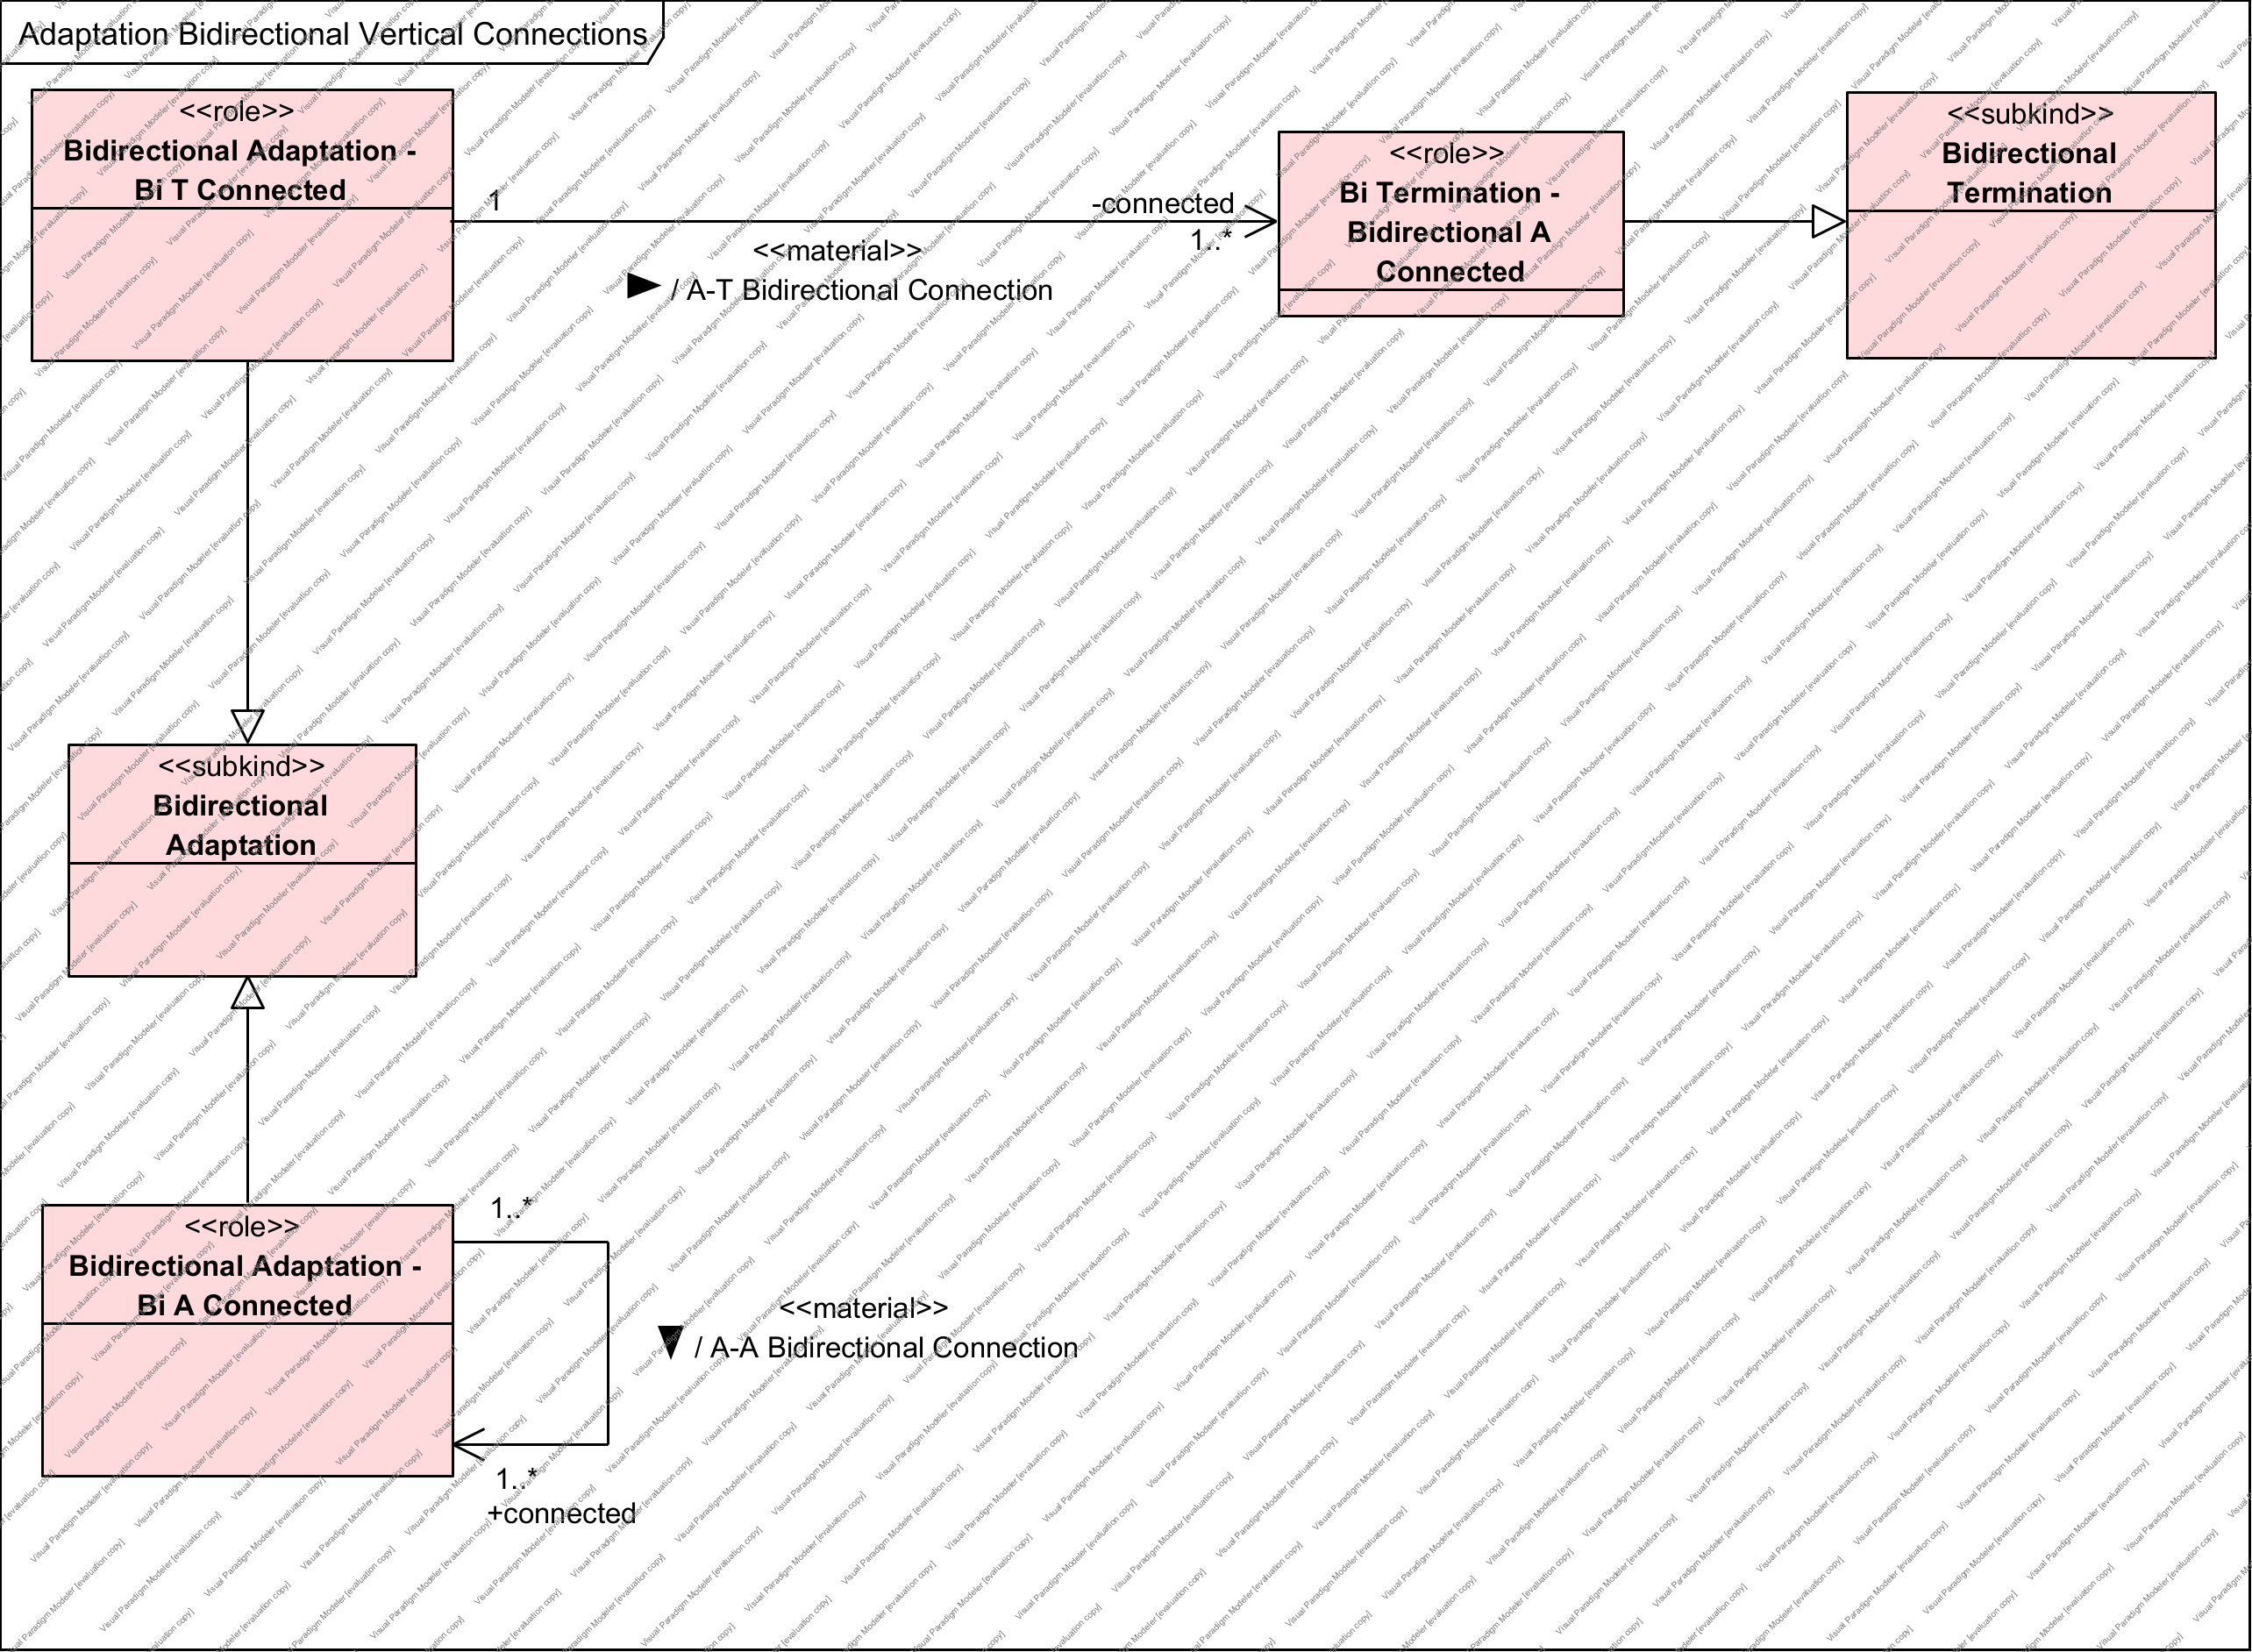 Adaptation Bidirectional Vertical Connections
<<role>>
Bidirectional Adaptation -
Bi T Connected
1
-connected
1..*
<<material>>
/ A-T Bidirectional Connection
<<role>>
Bi Termination -
Bidirectional A
Connected
<<subkind>>
Bidirectional
Termination
<<subkind>>
Bidirectional
Adaptation
<<role>>
Bidirectional Adaptation -
Bi A Connected
1..*
<<material>>
/ A-A Bidirectional Connection
1..*
+connected
Visual Paradigm Modeler [evaluation copy]